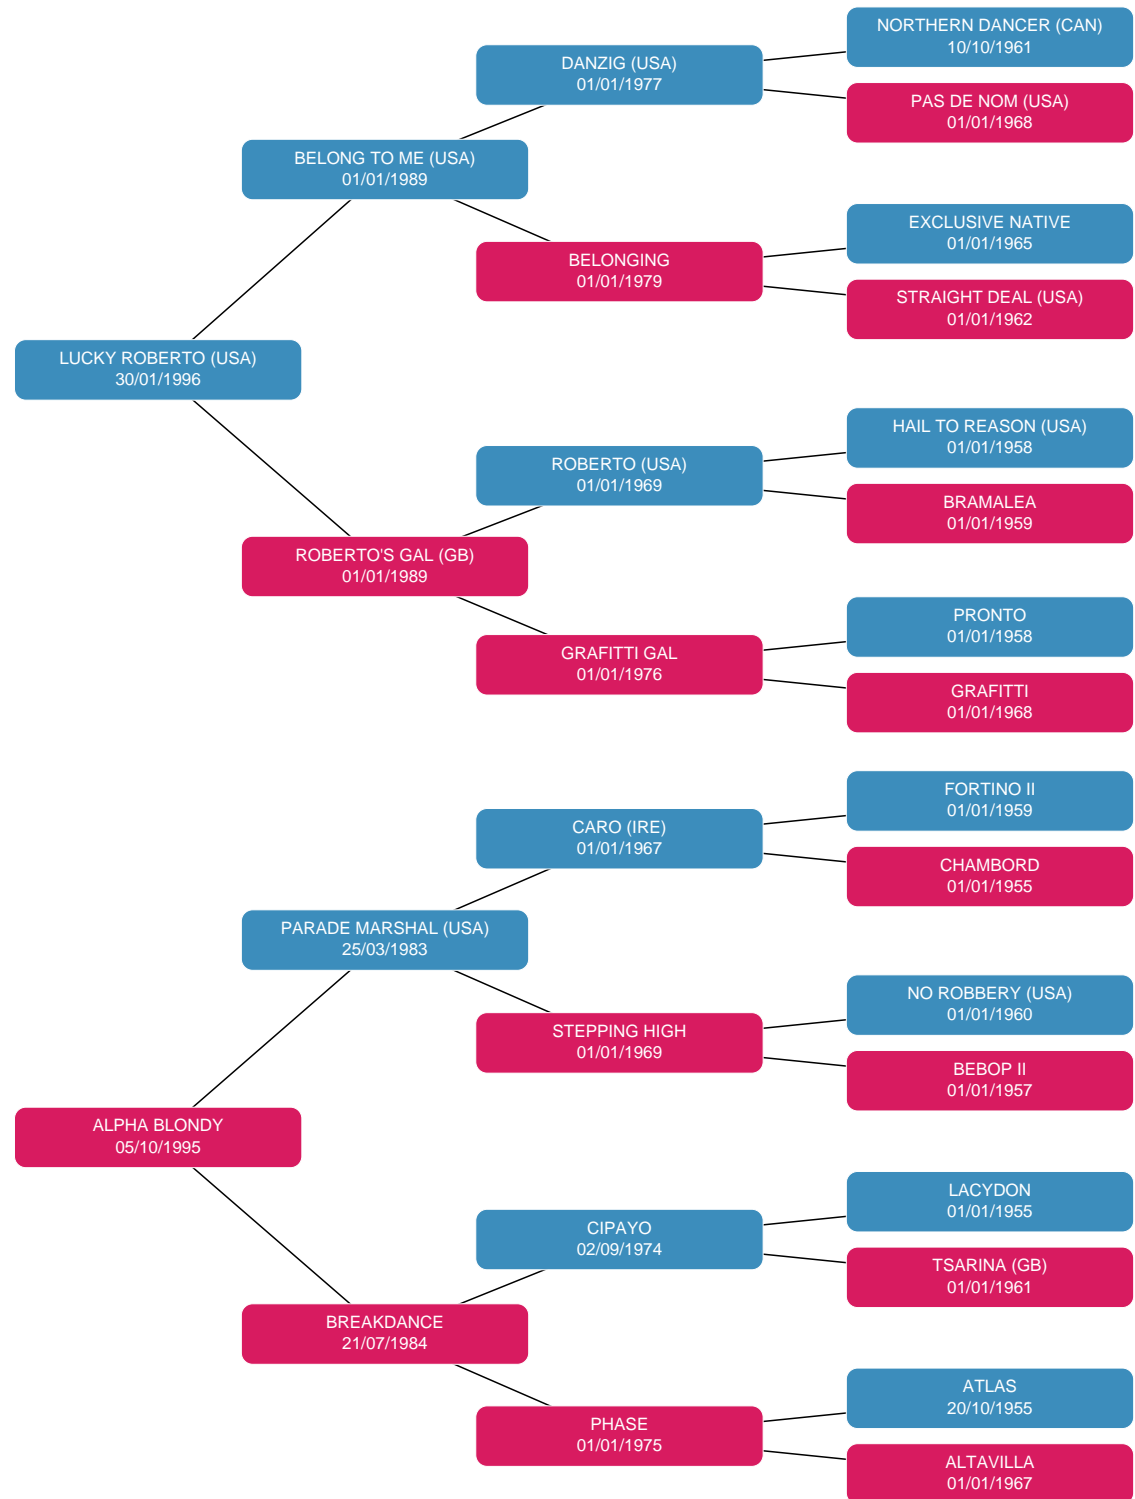 NORTHERN DANCER (CAN)
10/10/1961
DANZIG (USA)
01/01/1977
PAS DE NOM (USA)
01/01/1968
BELONG TO ME (USA)
01/01/1989
EXCLUSIVE NATIVE
01/01/1965
BELONGING
01/01/1979
STRAIGHT DEAL (USA)
01/01/1962
LUCKY ROBERTO (USA)
30/01/1996
HAIL TO REASON (USA)
01/01/1958
ROBERTO (USA)
01/01/1969
BRAMALEA
01/01/1959
ROBERTO'S GAL (GB)
01/01/1989
PRONTO
01/01/1958
GRAFITTI GAL
01/01/1976
GRAFITTI
01/01/1968
FORTINO II
01/01/1959
CARO (IRE)
01/01/1967
CHAMBORD
01/01/1955
PARADE MARSHAL (USA)
25/03/1983
NO ROBBERY (USA)
01/01/1960
STEPPING HIGH
01/01/1969
BEBOP II
01/01/1957
ALPHA BLONDY
05/10/1995
LACYDON
01/01/1955
CIPAYO
02/09/1974
TSARINA (GB)
01/01/1961
BREAKDANCE
21/07/1984
ATLAS
20/10/1955
PHASE
01/01/1975
ALTAVILLA
01/01/1967